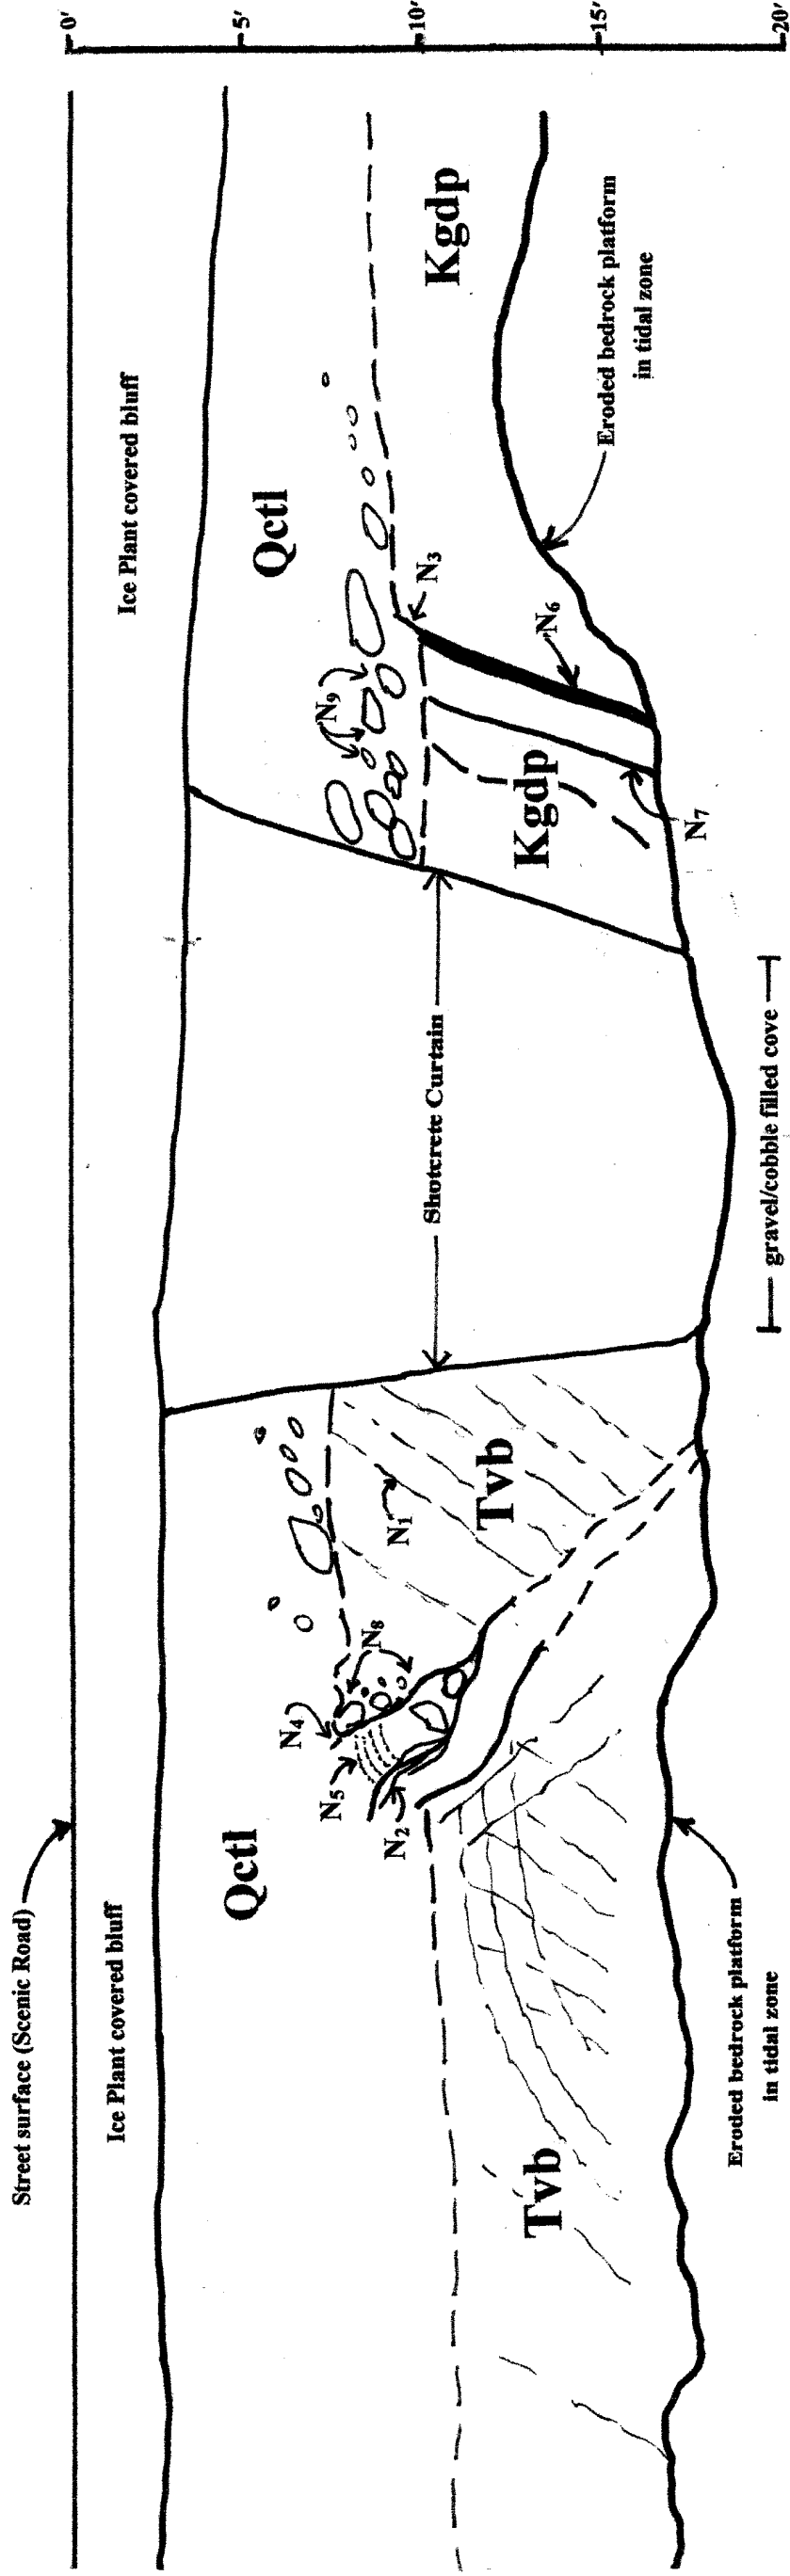 Street surface (Scenic Road)
Ice Plant covered bluff
Ice Plant covered bluff
0'
5'
10'
15'
20'
Qctl
Qctl
N4
N5
N2
N8
N1
N9
N3
N6
N7
Shotcrete Curtain
Tvb
Tvb
Kgdp
Kgdp
Eroded bedrock platform
in tidal zone
gravel/cobble filled cove
Eroded bedrock platform
in tidal zone